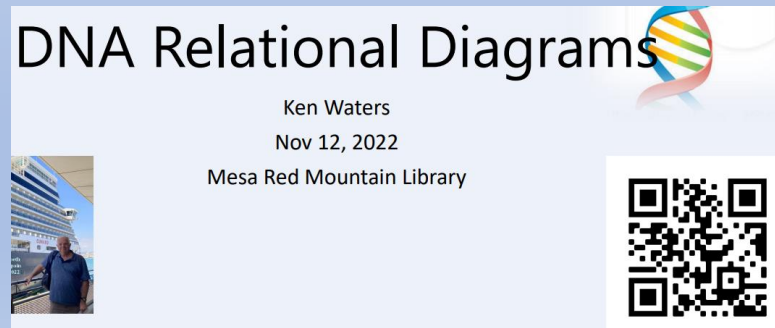 DNA Relational Diagrams
Ken Waters
Nov 12, 2022
Mesa Red Mountain Library